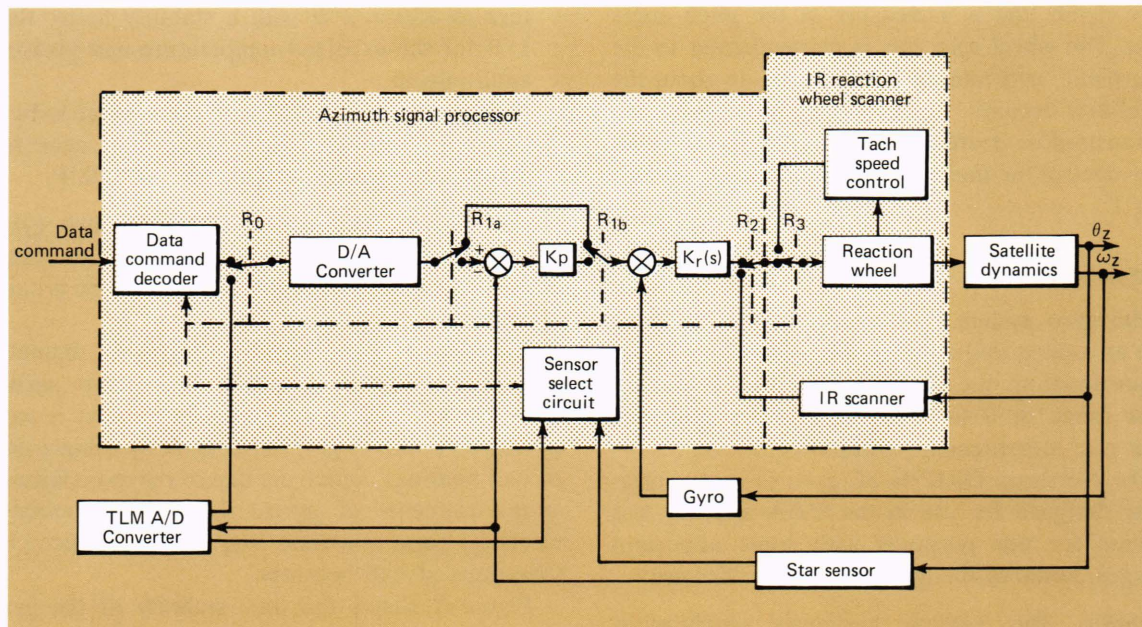 IR reaction
wheel scanner
Azimuth signal processor
Tach
speed
control
Data
command
Data
command
decoder
R0
D/A
Converter
R1a
+
Kp
R1b
Kr(s)
R2
R3
Reaction
wheel
Satellite
dynamics
θz
ωz
Sensor
select
circuit
IR scanner
Gyro
TLM A/D
Converter
Star sensor